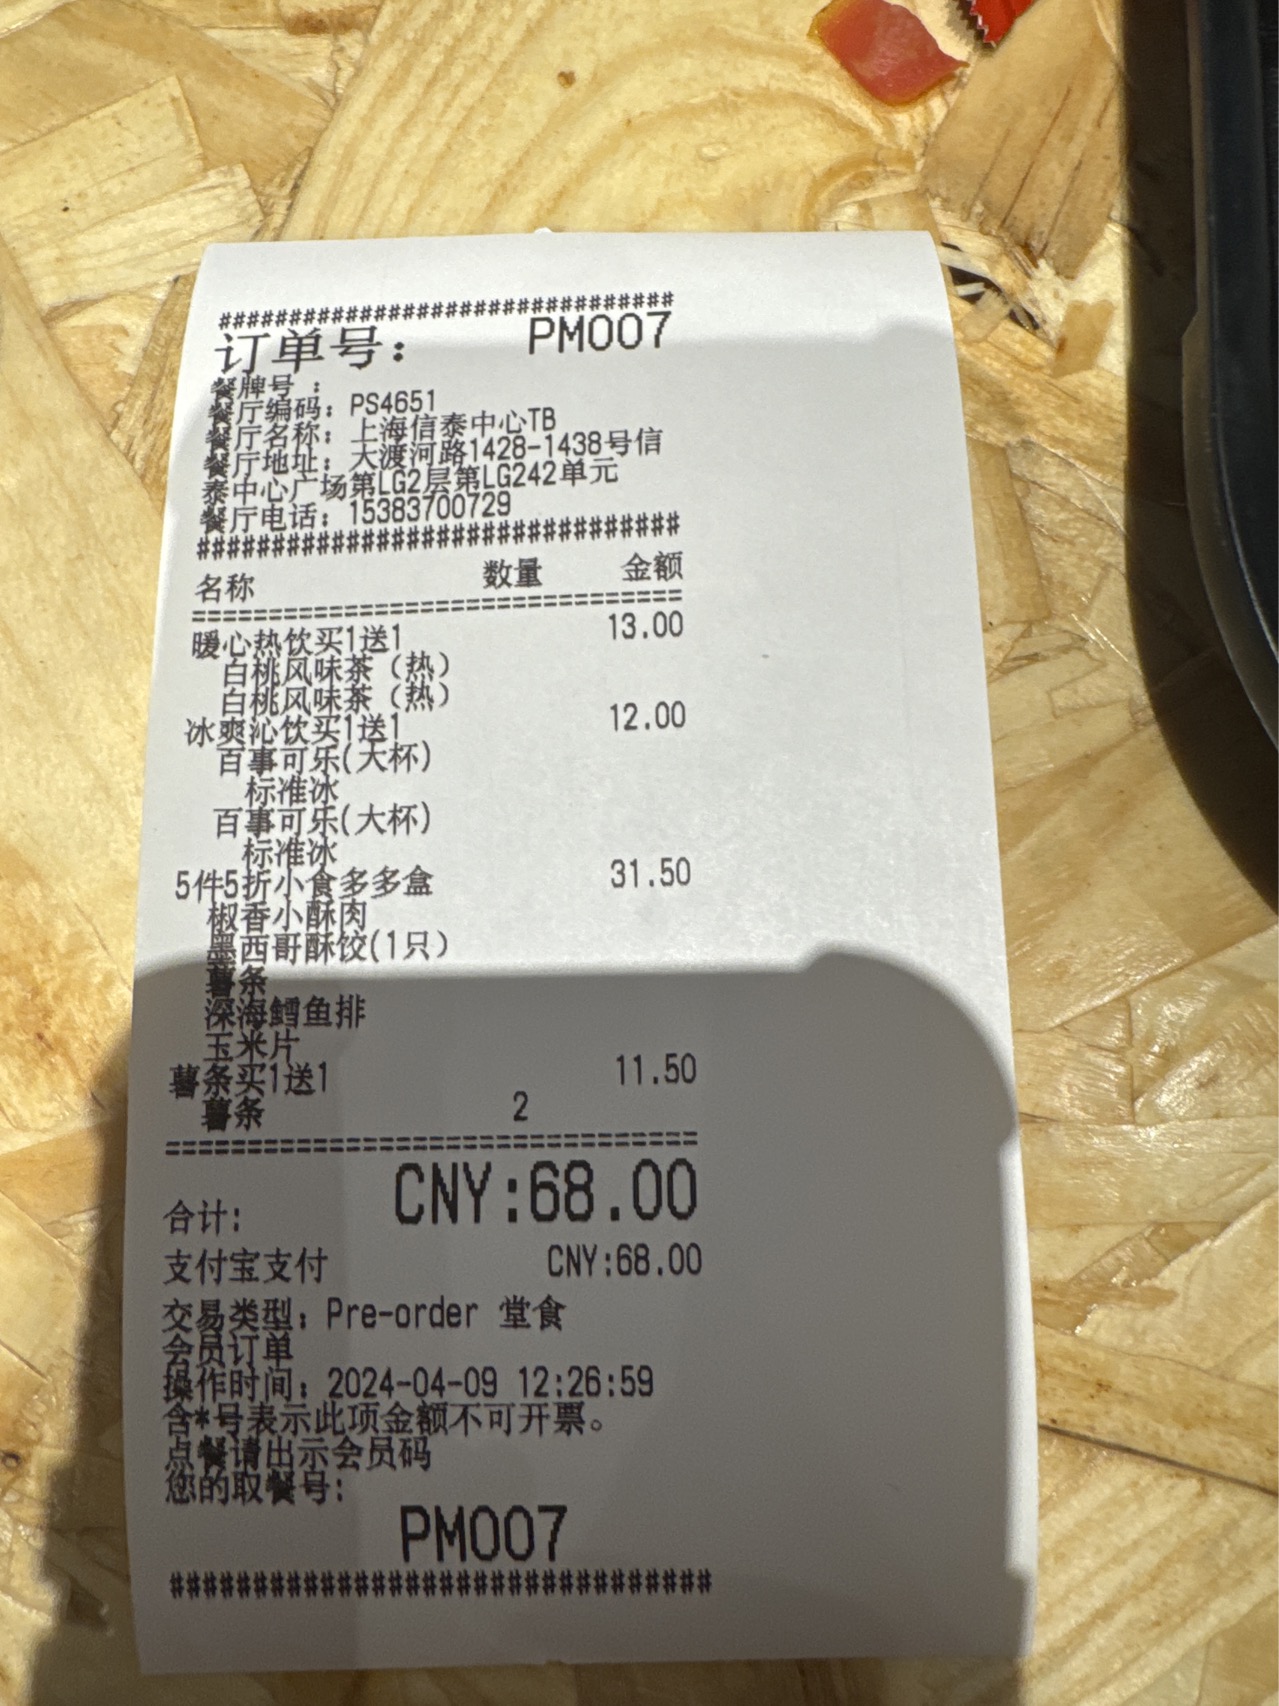 ##############################
订单号： PM007
餐牌号 :
餐厅编码: PS4651
餐厅名称: 上海信泰中心TB
餐厅地址: 大渡河路1428-1438号信
泰中心广场第LG2层第LG242单元
餐厅电话: 15383700729
##############################
名称 数量 金额
==============================
暖心热饮买1送1 13.00
白桃风味茶（热）
白桃风味茶（热）
冰爽沁饮买1送1 12.00
百事可乐(大杯)
标准冰
百事可乐(大杯)
标准冰
5件5折小食多多盒 31.50
椒香小酥肉
墨西哥酥饺(1只)
薯条
深海鳕鱼排
玉米片
薯条买1送1 11.50
薯条 2
==============================
合计: CNY:68.00
支付宝支付 CNY:68.00
交易类型: Pre-order 堂食
会员订单
操作时间: 2024-04-09 12:26:59
含*号表示此项金额不可开票。
点餐请出示会员码
您的取餐号:
PM007
##############################